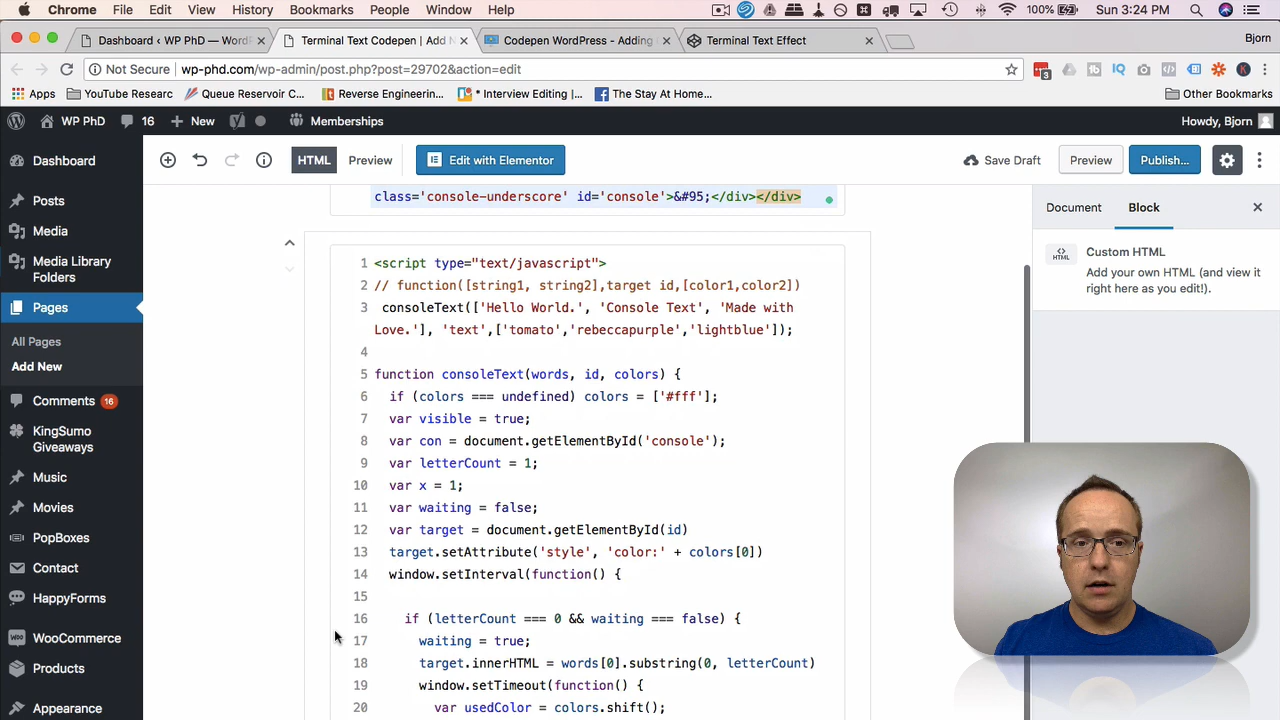 Chrome File Edit View History Bookmarks People Window Help 100% Sun 3:24 PM
Dashboard ‹ WP PhD — WordP
Terminal Text Codepen | Add N
Codepen WordPress - Adding
Terminal Text Effect
Bjorn
Not Secure | wp-phd.com/wp-admin/post.php?post=29702&action=edit
3
Apps YouTube Researc Queue Reservoir C... Reverse Engineerin... * Interview Editing |... The Stay At Home... Other Bookmarks
WP PhD 16 New Memberships Howdy, Bjorn
Dashboard
Posts
Media
Media Library
Folders
Pages
All Pages
Add New
Comments 16
KingSumo
Giveaways
Music
Movies
PopBoxes
Contact
HappyForms
WooCommerce
Products
Appearance
HTML Preview Edit with Elementor Save Draft Preview Publish...
class='console-underscore' id='console'>&#95;</div></div>
1 <script type="text/javascript">
2 // function([string1, string2],target id,[color1,color2])
3 consoleText(['Hello World.', 'Console Text', 'Made with
Love.'], 'text',['tomato','rebeccapurple','lightblue']);
4
5 function consoleText(words, id, colors) {
6 if (colors === undefined) colors = ['#fff'];
7 var visible = true;
8 var con = document.getElementById('console');
9 var letterCount = 1;
10 var x = 1;
11 var waiting = false;
12 var target = document.getElementById(id)
13 target.setAttribute('style', 'color:' + colors[0])
14 window.setInterval(function() {
15
16 if (letterCount === 0 && waiting === false) {
17 waiting = true;
18 target.innerHTML = words[0].substring(0, letterCount)
19 window.setTimeout(function() {
20 var usedColor = colors.shift();
Document Block
HTML
Custom HTML
Add your own HTML (and view it
right here as you edit!).